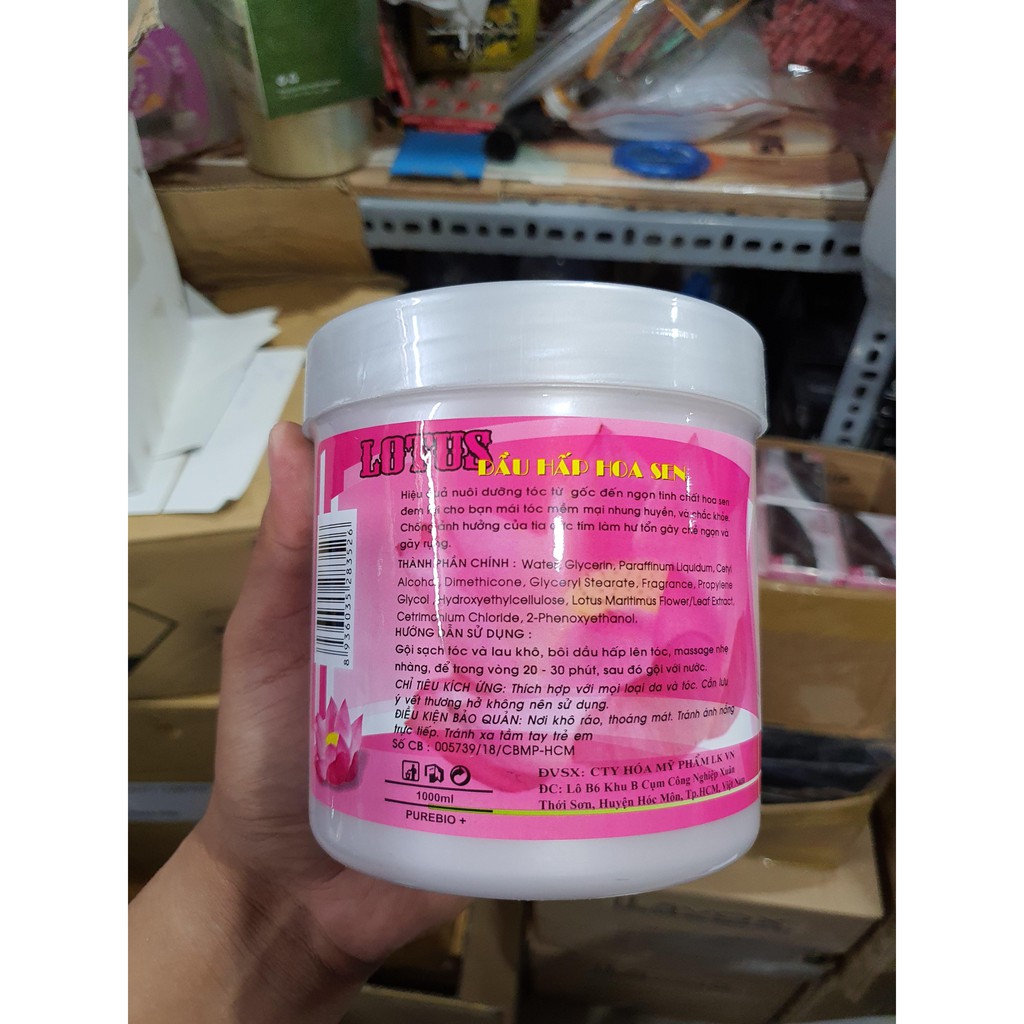 LOTUS
DẦU HẤP HOA SEN
Hiệu quả nuôi dưỡng tóc từ gốc đến ngọn tinh chất hoa sen
đem lại cho bạn mái tóc mềm mại nhung huyền, và chắc khỏe.
Chống ảnh hưởng của tia cực tím làm hư tổn gây chẻ ngọn và
gãy rụng.
THÀNH PHẦN CHÍNH : Water, Glycerin, Paraffinum Liquidum, Cetyl
Alcohol, Dimethicone, Glyceryl Stearate, Fragrance, Propylene
Glycol, Hydroxyethylcellulose, Lotus Maritimus Flower/Leaf Extract,
Cetrimonium Chloride, 2-Phenoxyethanol.
HƯỚNG DẪN SỬ DỤNG :
Gội sạch tóc và lau khô, bôi dầu hấp lên tóc, massage nhẹ
nhàng, để trong vòng 20 - 30 phút, sau đó gội với nước.
CHỈ TIÊU KÍCH ỨNG: Thích hợp với mọi loại da và tóc. Cần lưu
ý vết thương hở không nên sử dụng.
ĐIỀU KIỆN BẢO QUẢN: Nơi khô ráo, thoáng mát. Tránh ánh nắng
trực tiếp. Tránh xa tầm tay trẻ em
Số CB : 005739/18/CBMP-HCM
8 936035 283526
1000ml
PUREBIO +
ĐVSX: CTY HÓA MỸ PHẨM LK VN
ĐC: Lô B6 Khu B Cụm Công Nghiệp Xuân
Thới Sơn, Huyện Hóc Môn, Tp.HCM, Việt Nam